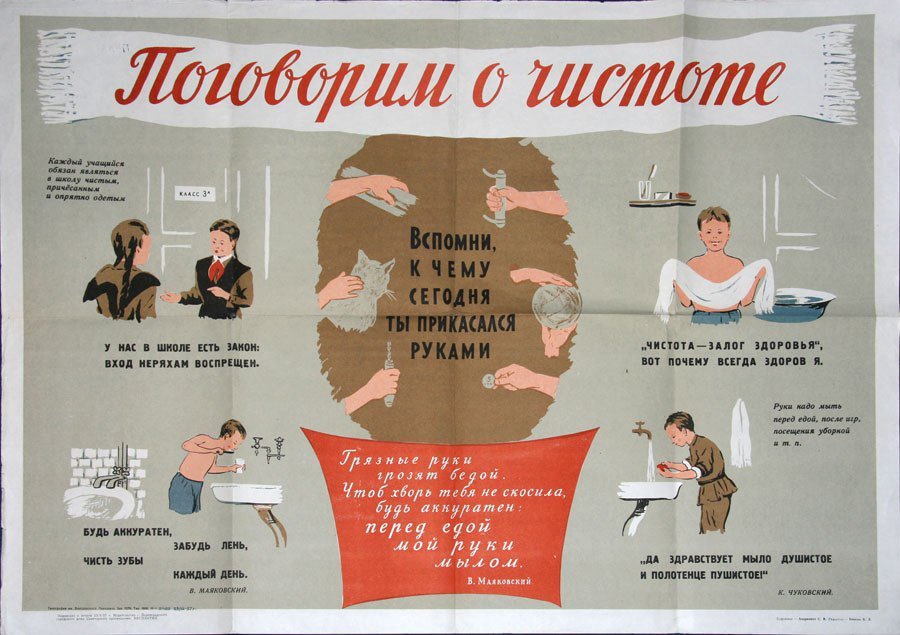 Поговорим о чистоте
Каждый учащийся
обязан являться
в школу чистым,
причёсанным
и опрятно одетым
КЛАСС 3А
У НАС В ШКОЛЕ ЕСТЬ ЗАКОН:
ВХОД НЕРЯХАМ ВОСПРЕЩЕН.
ВСПОМНИ,
К ЧЕМУ
СЕГОДНЯ
ТЫ ПРИКАСАЛСЯ
РУКАМИ
„ЧИСТОТА—ЗАЛОГ ЗДОРОВЬЯ",
ВОТ ПОЧЕМУ ВСЕГДА ЗДОРОВ Я.
БУДЬ АККУРАТЕН,
ЗАБУДЬ ЛЕНЬ,
ЧИСТЬ ЗУБЫ
КАЖДЫЙ ДЕНЬ.
В. МАЯКОВСКИЙ.
Грязные руки
грозят бедой.
Чтоб хворь тебя не скосила,
будь аккуратен:
перед едой
мой руки
мылом.
В. Маяковский
Руки надо мыть
перед едой, после игр,
посещения уборной
и т. п.
„ДА ЗДРАВСТВУЕТ МЫЛО ДУШИСТОЕ
И ПОЛОТЕНЦЕ ПУШИСТОЕ!"
К. ЧУКОВСКИЙ.